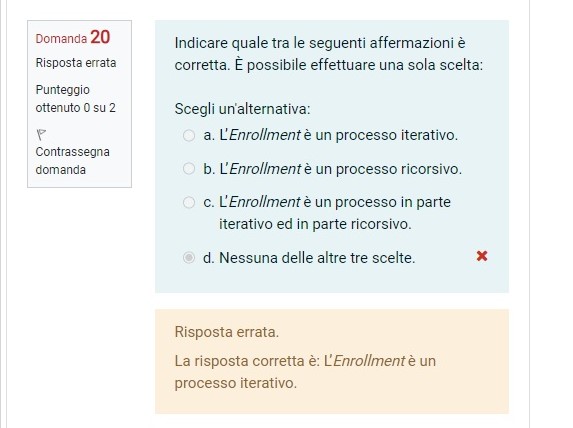 Domanda 20
Risposta errata
Punteggio
ottenuto 0 su 2
Contrassegna
domanda
Indicare quale tra le seguenti affermazioni è
corretta. È possibile effettuare una sola scelta:
Scegli un'alternativa:
a. L'Enrollment è un processo iterativo.
b. L'Enrollment è un processo ricorsivo.
c. L'Enrollment è un processo in parte
iterativo ed in parte ricorsivo.
d. Nessuna delle altre tre scelte.
Risposta errata.
La risposta corretta è: L'Enrollment è un
processo iterativo.